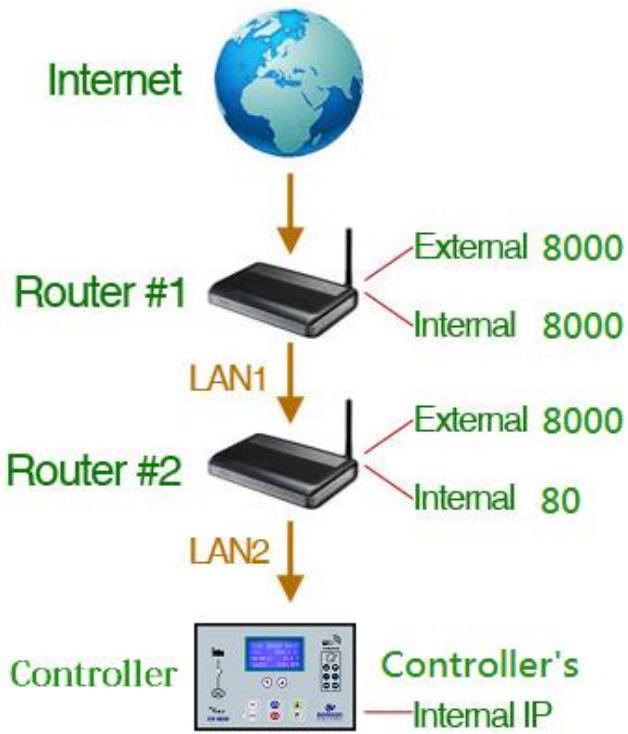 Internet
External 8000
Router #1
Internal 8000
LAN1
External 8000
Router #2
Internal 80
LAN2
Controller
Controller's
Internal IP